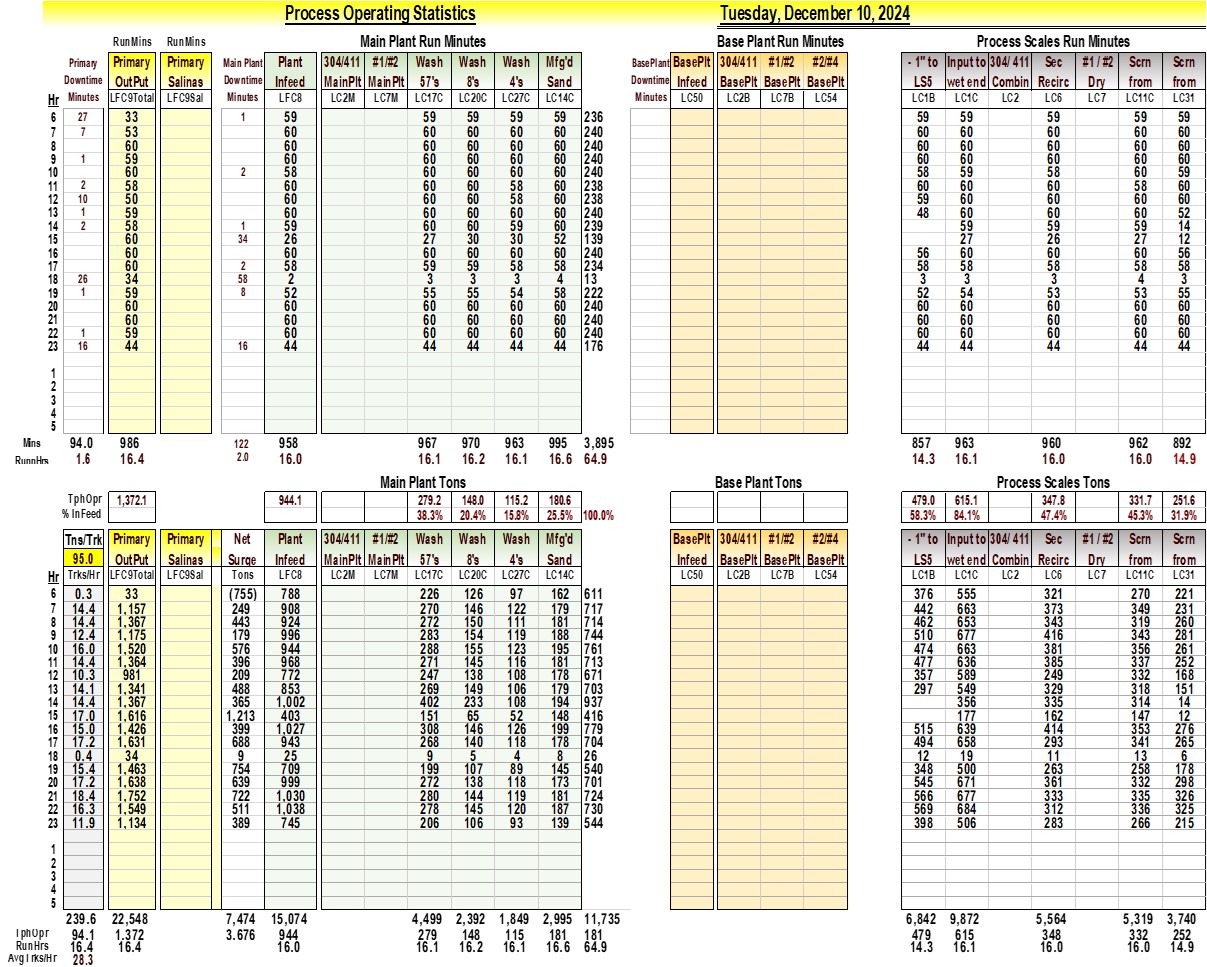 Process Operating Statistics Tuesday, December 10, 2024
RunMins RunMins Main Plant Run Minutes Base Plant Run Minutes Process Scales Run Minutes
Primary Primary Primary Main Plant Plant 304/411 #1/#2 Wash Wash Wash Mfg'd BasePlant BasePlt 304/411 #1/#2 #2/#4 - 1" to Input to 304/ 411 Sec #1 / #2 Scrn Scrn
Downtime OutPut Salinas Downtime Infeed MainPlt MainPlt 57's 8's 4's Sand Downtime Infeed BasePlt BasePlt BasePlt LS5 wet end Combin Recirc Dry from from
Hr Minutes LFC9Total LFC9Sal Minutes LFC8 LC2M LC7M LC17C LC20C LC27C LC14C Minutes LC50 LC2B LC7B LC54 LC1B LC1C LC2 LC6 LC7 LC11C LC31
6 27 33 1 59 59 59 59 59 236 59 59 59 59 59
7 7 53 60 60 60 60 60 240 60 60 60 60 60
8 60 60 60 60 60 60 240 60 60 60 60 60
9 1 59 60 60 60 60 60 240 60 60 60 60 60
10 60 2 58 60 60 60 60 240 58 59 58 60 59
11 2 58 60 60 60 58 60 238 60 60 60 58 60
12 10 50 60 60 60 58 60 238 59 60 60 60 60
13 1 59 60 60 60 60 60 240 48 60 60 60 52
14 2 58 1 59 60 60 59 60 239 59 59 59 14
15 60 34 26 27 30 30 52 139 27 26 27 12
16 60 60 60 60 60 60 240 56 60 60 60 56
17 60 2 58 59 59 58 58 234 58 58 58 58 58
18 26 34 58 2 3 3 3 4 13 3 3 3 4 3
19 1 59 8 52 55 55 54 58 222 52 54 53 53 55
20 60 60 60 60 60 60 240 60 60 60 60 60
21 60 60 60 60 60 60 240 60 60 60 60 60
22 1 59 60 60 60 60 60 240 60 60 60 60 60
23 16 44 16 44 44 44 44 44 176 44 44 44 44 44
1
2
3
4
5
Mins 94.0 986 122 958 967 970 963 995 3,895 857 963 960 962 892
RunnHrs 1.6 16.4 2.0 16.0 16.1 16.2 16.1 16.6 64.9 14.3 16.1 16.0 16.0 14.9
Main Plant Tons Base Plant Tons Process Scales Tons
TphOpr 1,372.1 944.1 279.2 148.0 115.2 180.6 479.0 615.1 347.8 331.7 251.6
% InFeed 38.3% 20.4% 15.8% 25.5% 100.0% 58.3% 84.1% 47.4% 45.3% 31.9%
Tns/Trk Primary Primary Net Plant 304/411 #1/#2 Wash Wash Wash Mfg'd BasePlt 304/411 #1/#2 #2/#4 - 1" to Input to 304/ 411 Sec #1 / #2 Scrn Scrn
95.0 OutPut Salinas Surge Infeed MainPlt MainPlt 57's 8's 4's Sand Infeed BasePlt BasePlt BasePlt LS5 wet end Combin Recirc Dry from from
Hr Trks/Hr LFC9Total LFC9Sal Tons LFC8 LC2M LC7M LC17C LC20C LC27C LC14C LC50 LC2B LC7B LC54 LC1B LC1C LC2 LC6 LC7 LC11C LC31
6 0.3 33 (755) 788 226 126 97 162 611 376 555 321 270 221
7 14.4 1,157 249 908 270 146 122 179 717 442 663 373 349 231
8 14.4 1,367 443 924 272 150 111 181 714 462 653 343 319 260
9 12.4 1,175 179 996 283 154 119 188 744 510 677 416 343 281
10 16.0 1,520 576 944 288 155 123 195 761 474 663 381 356 261
11 14.4 1,364 396 968 271 145 116 181 713 477 636 385 337 252
12 10.3 981 209 772 247 138 108 178 671 357 589 249 332 168
13 14.1 1,341 488 853 269 149 106 179 703 297 549 329 318 151
14 14.4 1,367 365 1,002 402 233 108 194 937 356 335 314 14
15 17.0 1,616 1,213 403 151 65 52 148 416 177 162 147 12
16 15.0 1,426 399 1,027 308 146 126 199 779 515 639 414 353 276
17 17.2 1,631 688 943 268 140 118 178 704 494 658 293 341 265
18 0.4 34 9 25 9 5 4 8 26 12 19 11 13 6
19 15.4 1,463 754 709 199 107 89 145 540 348 500 263 258 178
20 17.2 1,638 639 999 272 138 118 173 701 545 671 361 332 298
21 18.4 1,752 722 1,030 280 144 119 181 724 566 677 333 335 326
22 16.3 1,549 511 1,038 278 145 120 187 730 569 684 312 336 325
23 11.9 1,134 389 745 206 106 93 139 544 398 506 283 266 215
1
2
3
4
5
239.6 22,548 7,474 15,074 4,499 2,392 1,849 2,995 11,735 6,842 9,872 5,564 5,319 3,740
TphOpr 94.1 1,372 3,676 944 279 148 115 181 181 479 615 348 332 252
RunHrs 16.4 16.4 16.0 16.1 16.2 16.1 16.6 64.9 14.3 16.1 16.0 16.0 14.9
AvgTrks/Hr 28.3